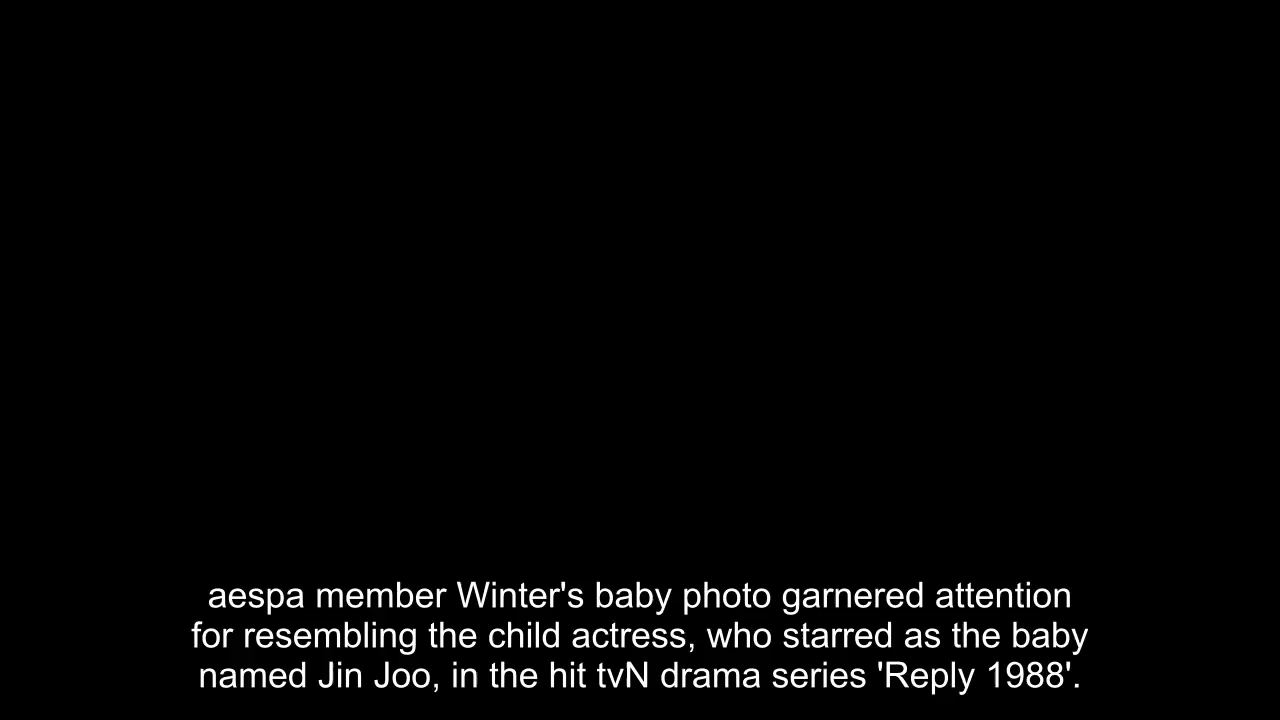 aespa member Winter's baby photo garnered attention
for resembling the child actress, who starred as the baby
named Jin Joo, in the hit tvN drama series 'Reply 1988'.